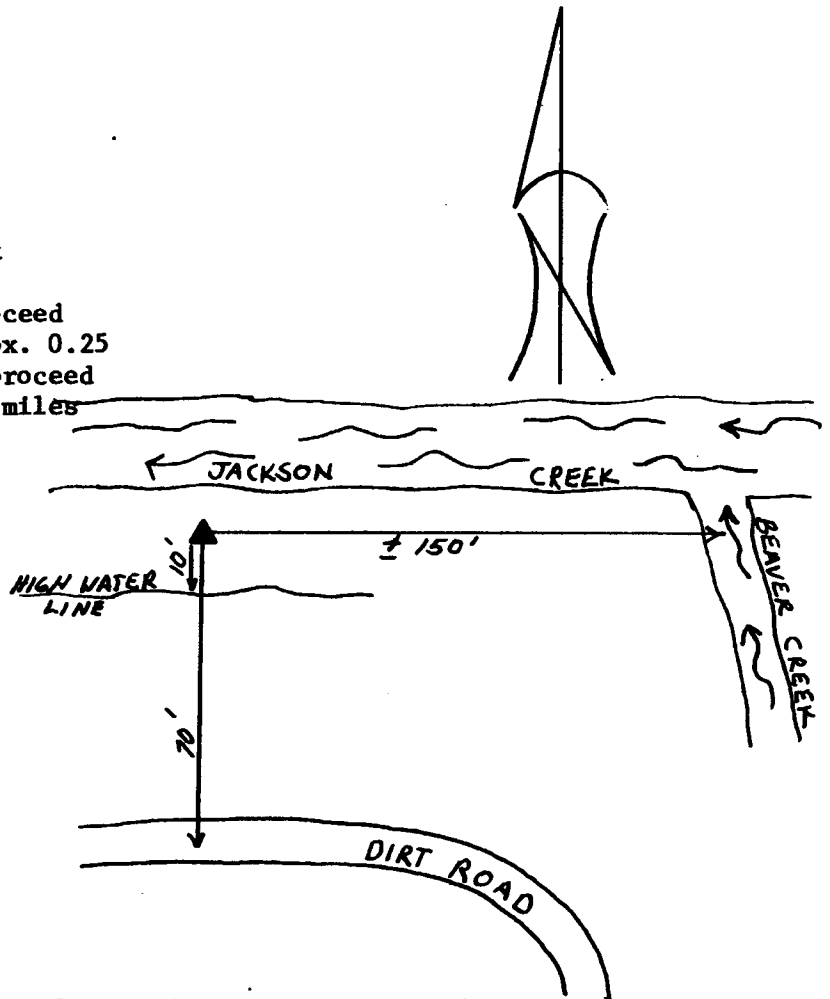 ceed
x. 0.25
roceed
miles
JACKSON CREEK
10'
± 150'
HIGH WATER
LINE
BEAVER CREEK
70'
DIRT ROAD